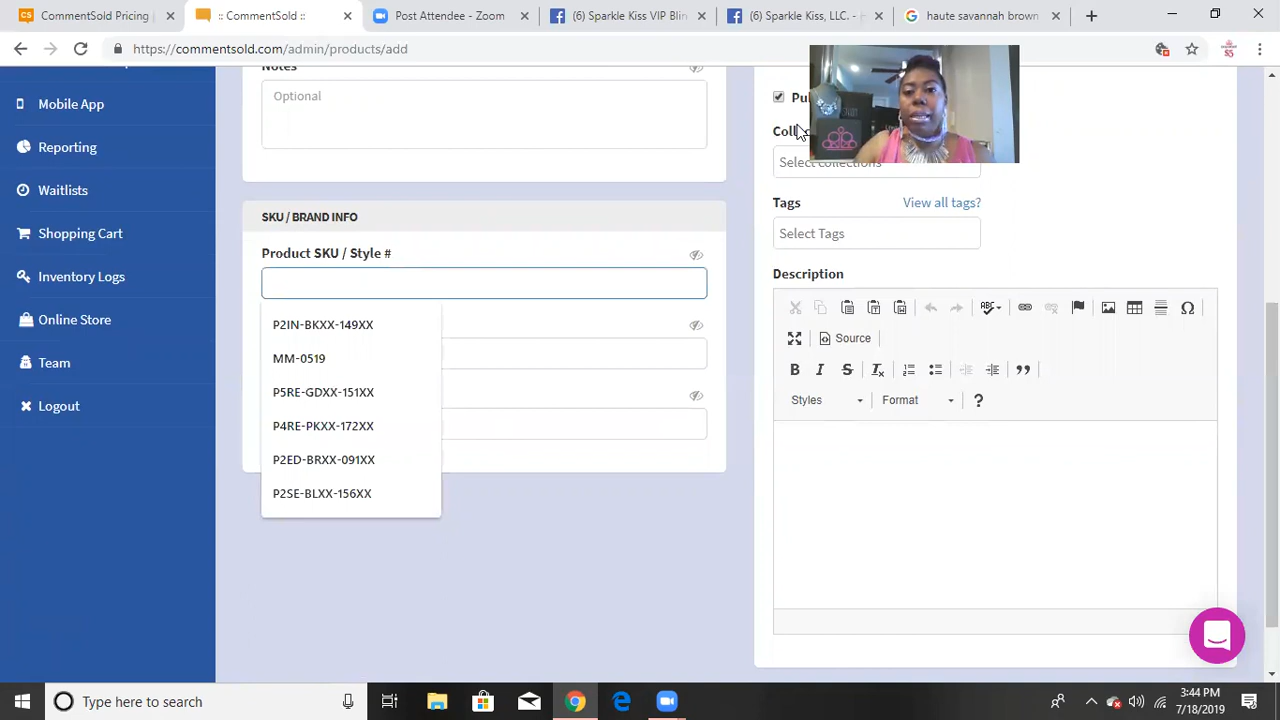 CommentSold Pricing
:: CommentSold ::
Post Attendee - Zoom
(6) Sparkle Kiss VIP Blin
(6) Sparkle Kiss, LLC. -
haute savannah brown
https://commentsold.com/admin/products/add
Mobile App
Reporting
Waitlists
Shopping Cart
Inventory Logs
Online Store
Team
Logout
Notes
Optional
SKU / BRAND INFO
Product SKU / Style #
P2IN-BKXX-149XX
MM-0519
P5RE-GDXX-151XX
P4RE-PKXX-172XX
P2ED-BRXX-091XX
P2SE-BLXX-156XX
Select collections
Tags View all tags?
Select Tags
Description
Source
Styles Format
Type here to search
3:44 PM
7/18/2019